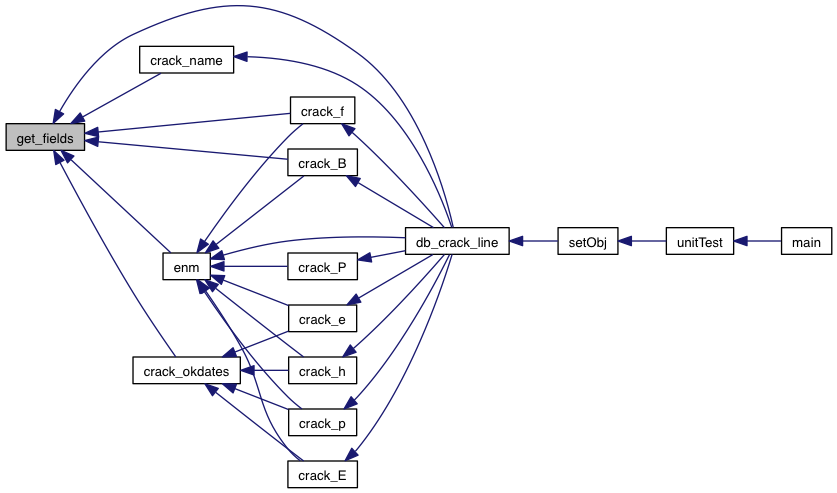 crack_name
crack_f
get_fields
crack_B
db_crack_line
setObj
unitTest
main
enm
crack_P
crack_e
crack_okdates
crack_h
crack_p
crack_E